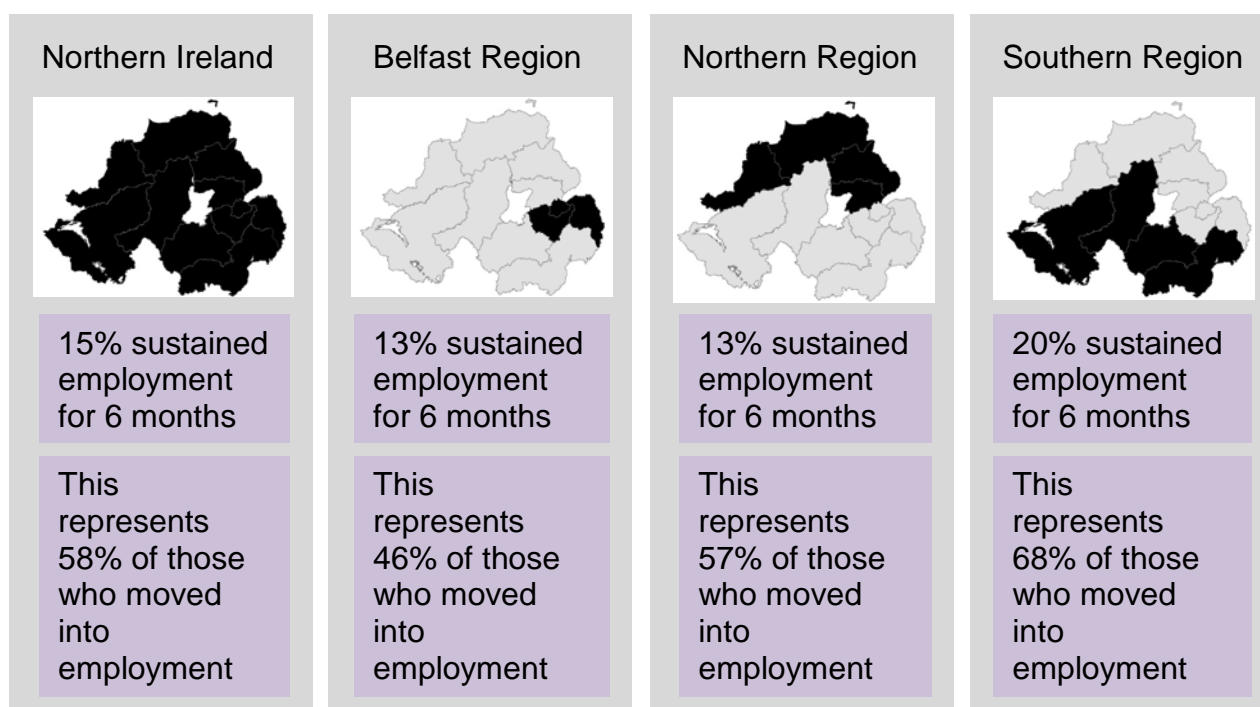 Northern Ireland
15% sustained
employment
for 6 months
This
represents
58% of those
who moved
into
employment
Belfast Region
13% sustained
employment
for 6 months
This
represents
46% of those
who moved
into
employment
Northern Region
13% sustained
employment
for 6 months
This
represents
57% of those
who moved
into
employment
Southern Region
20% sustained
employment
for 6 months
This
represents
68% of those
who moved
into
employment